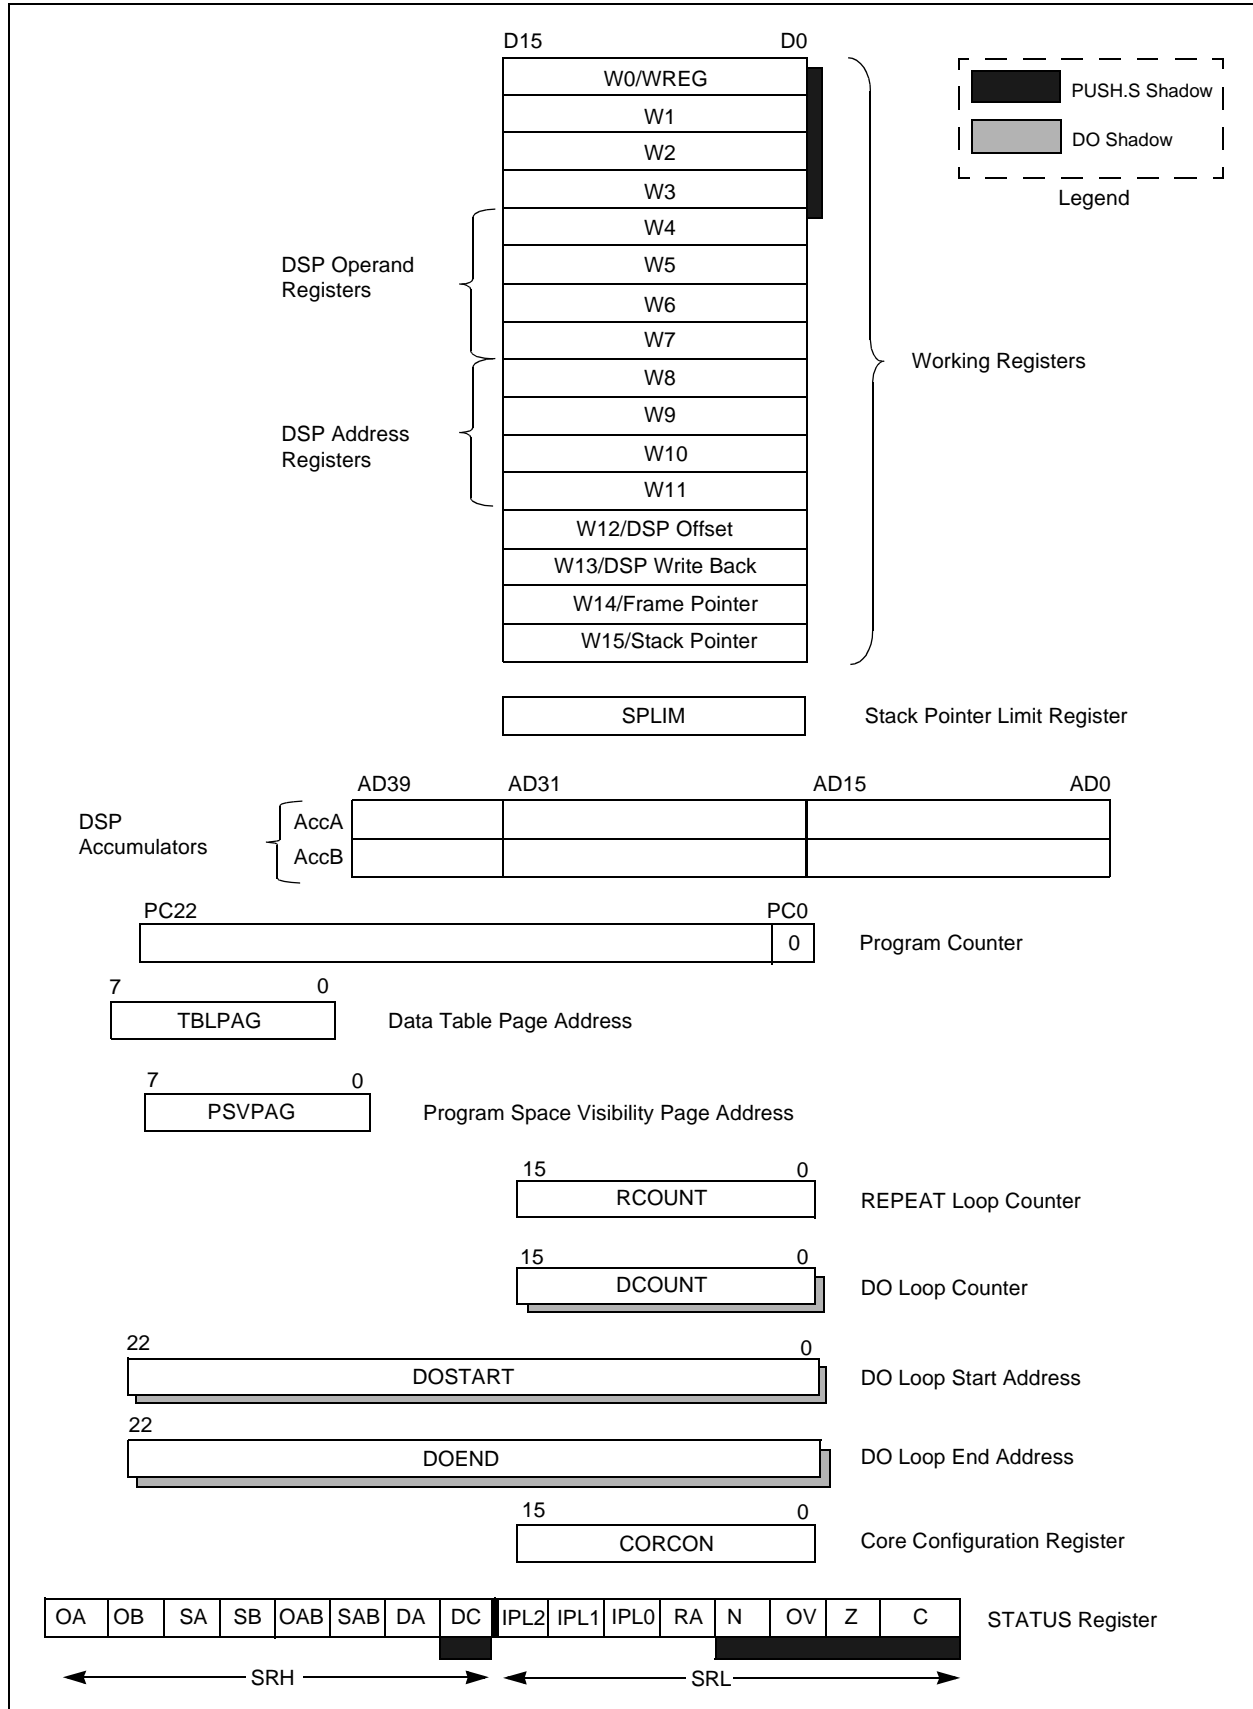 D15 D0
W0/WREG
PUSH.S Shadow
W1
DO Shadow
W2
W3
Legend
W4
DSP Operand
Registers
W5
W6
W7
Working Registers
W8
W9
DSP Address
Registers
W10
W11
W12/DSP Offset
W13/DSP Write Back
W14/Frame Pointer
W15/Stack Pointer
SPLIM Stack Pointer Limit Register
AD39 AD31 AD15 AD0
DSP
Accumulators
AccA
AccB
PC22 PC0
0 Program Counter
7 0
TBLPAG Data Table Page Address
7 0
PSVPAG Program Space Visibility Page Address
15 0
RCOUNT REPEAT Loop Counter
15 0
DCOUNT DO Loop Counter
22 0
DOSTART DO Loop Start Address
22
DOEND DO Loop End Address
15 0
CORCON Core Configuration Register
OA OB SA SB OAB SAB DA DC IPL2 IPL1 IPL0 RA N OV Z C STATUS Register
SRH SRL